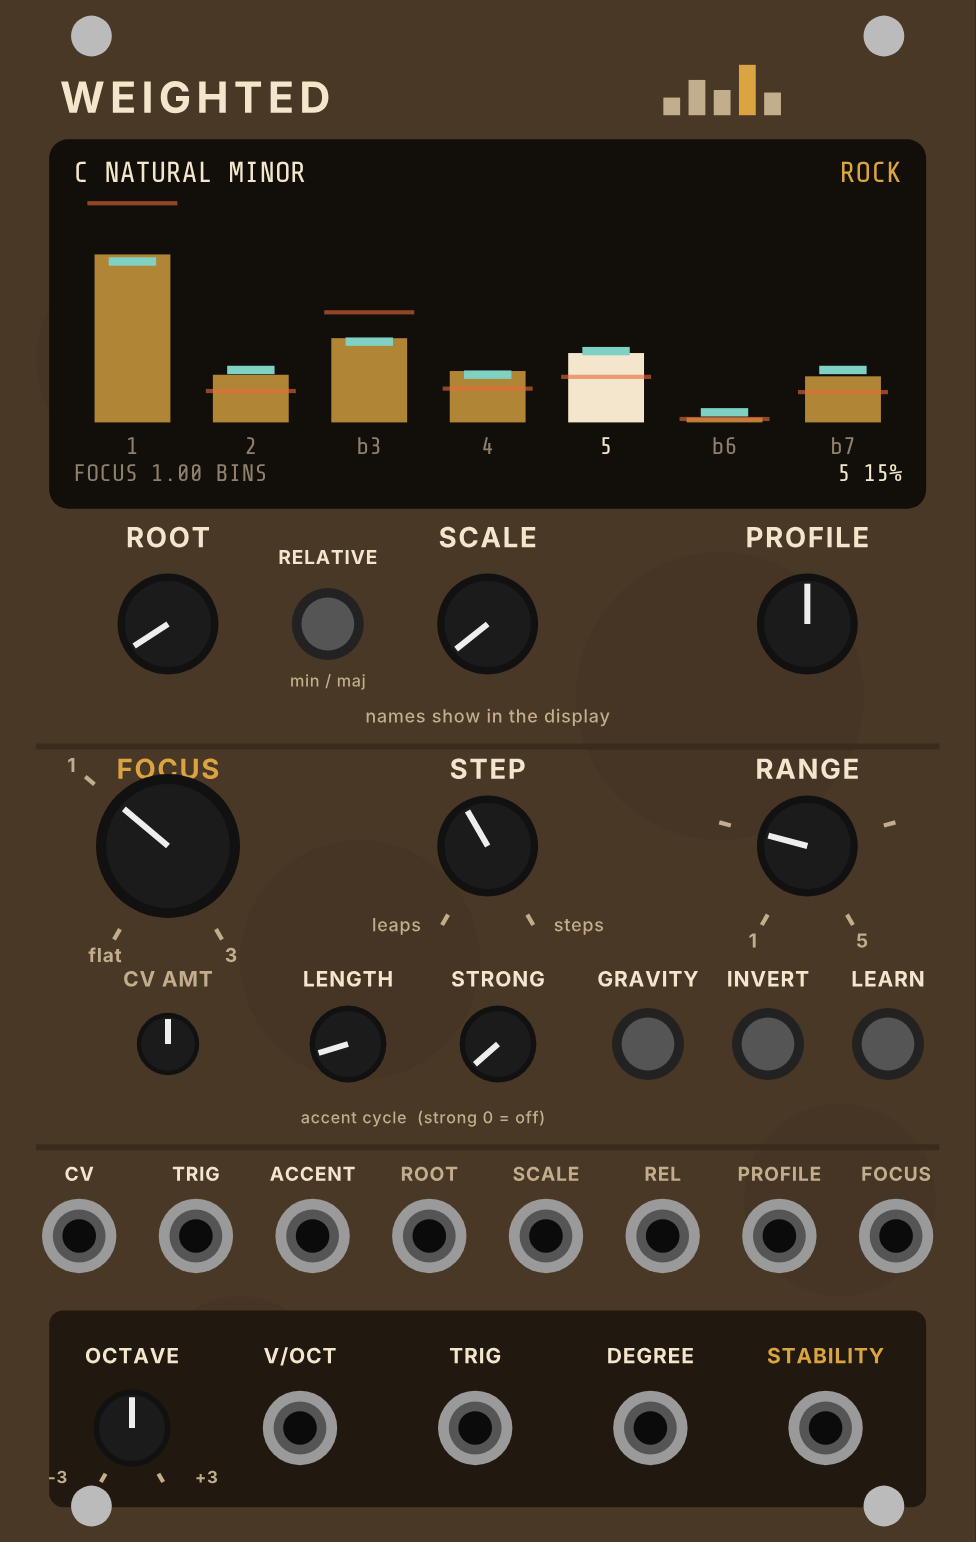 WEIGHTED
C NATURAL MINOR ROCK
1 2 b3 4 5 b6 b7
FOCUS 1.00 BINS 5 15%
ROOT RELATIVE SCALE PROFILE
min / maj
names show in the display
1 FOCUS STEP RANGE
leaps steps
flat 3 1 5
CV AMT LENGTH STRONG GRAVITY INVERT LEARN
accent cycle (strong 0 = off)
CV TRIG ACCENT ROOT SCALE REL PROFILE FOCUS
OCTAVE V/OCT TRIG DEGREE STABILITY
-3 +3